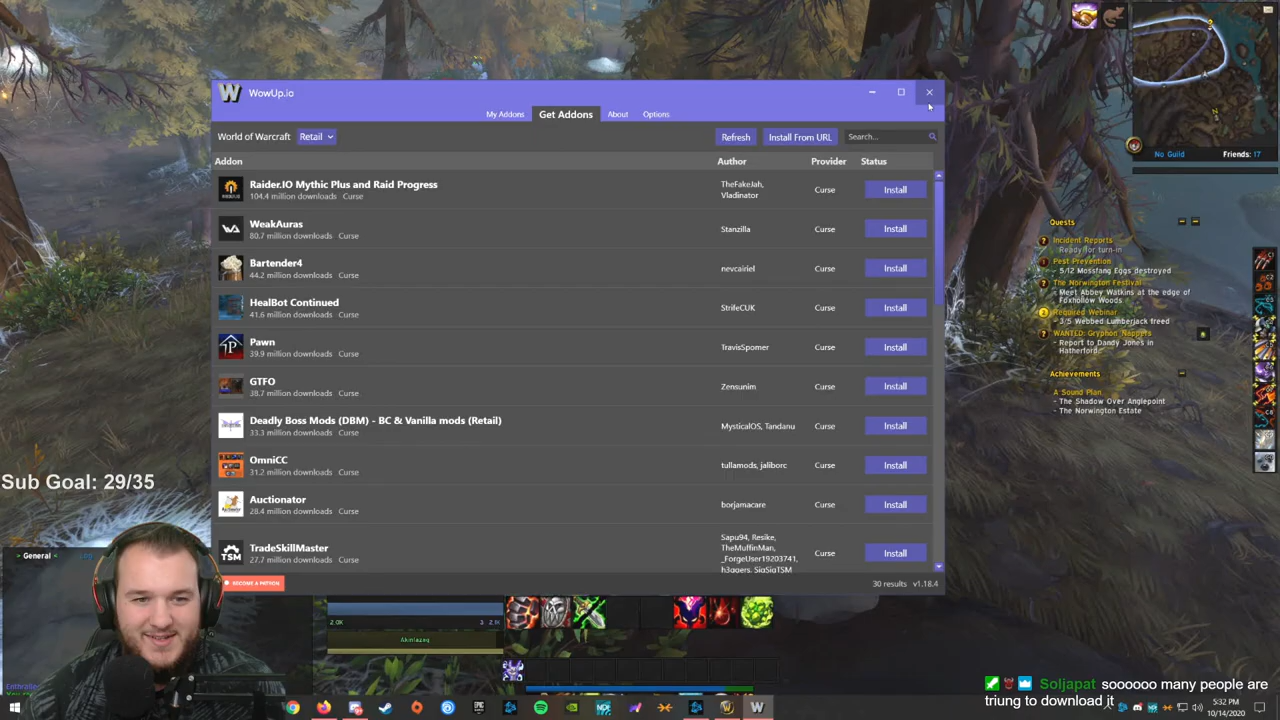 WowUp.io
My Addons Get Addons About Options
World of Warcraft Retail Refresh Install From URL Search...
Addon Author Provider Status
Raider.IO Mythic Plus and Raid Progress
104.4 million downloads Curse
TheFakeJah, Vladinator
Curse Install
WeakAuras
80.7 million downloads Curse
Stanzilla Curse Install
Bartender4
44.2 million downloads Curse
nevcairiel Curse Install
HealBot Continued
41.6 million downloads Curse
StrifeCUK Curse Install
Pawn
39.9 million downloads Curse
TravisSpomer Curse Install
GTFO
38.7 million downloads Curse
Zensunim Curse Install
Deadly Boss Mods (DBM) - BC & Vanilla mods (Retail)
33.3 million downloads Curse
MysticalOS, Tandanu Curse Install
OmniCC
31.2 million downloads Curse
tullamods, jaliborc Curse Install
Auctionator
28.4 million downloads Curse
borjamacare Curse Install
TradeSkillMaster
27.7 million downloads Curse
Sapu94, Resike,
TheMuffinMan,
_ForgeUser19203741,
h3ggers, SigSigTSM
Curse Install
BECOME A PATRON
30 results v1.18.4
No Guild Friends: 17
Quests
Incident Reports
Ready for turn-in
Pest Prevention
- 5/12 Mossfang Eggs destroyed
The Norwington Festival
- Meet Abbey Watkins at the edge of
Foxhollow Woods
Required Webinar
- 3/5 Webbed Lumberjack freed
WANTED: Gryphon Nappers
- Report to Dandy Jones in
Hatherford.
Achievements
A Sound Plan
- The Shadow Over Anglepoint
- The Norwington Estate
Sub Goal: 29/35
> General < Log
2.0K
Soljapat soooooo many people are
triung to download it
5:32 PM
10/14/2020